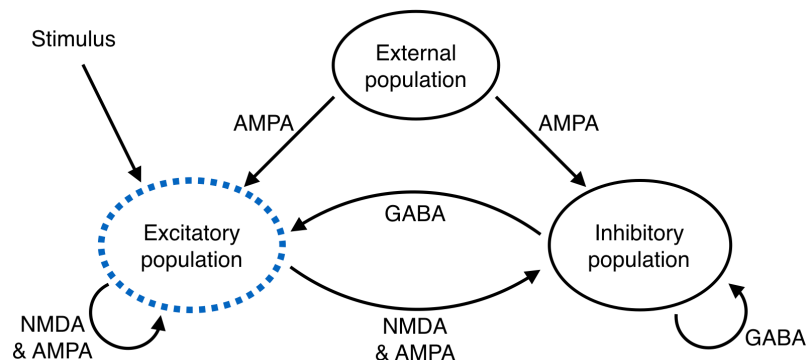 Stimulus
External
population
AMPA
AMPA
GABA
Excitatory
population
Inhibitory
population
NMDA
& AMPA
NMDA
& AMPA
GABA